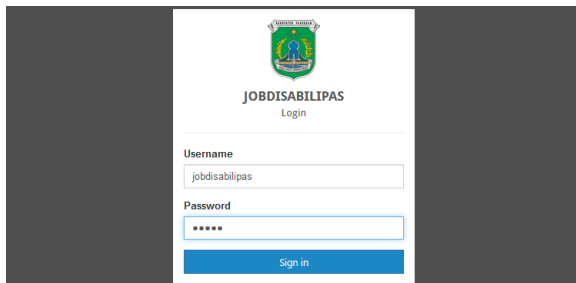 JOBDISABILIPAS
Login
Username
jobdisabilipas
Password
•••••
Sign in